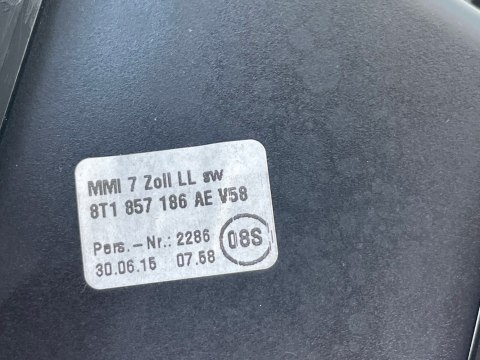 MMI 7 Zoll LL sw
8T1 857 186 AE V58
Pers.-Nr.: 2286
30.06.15 07.58
08S